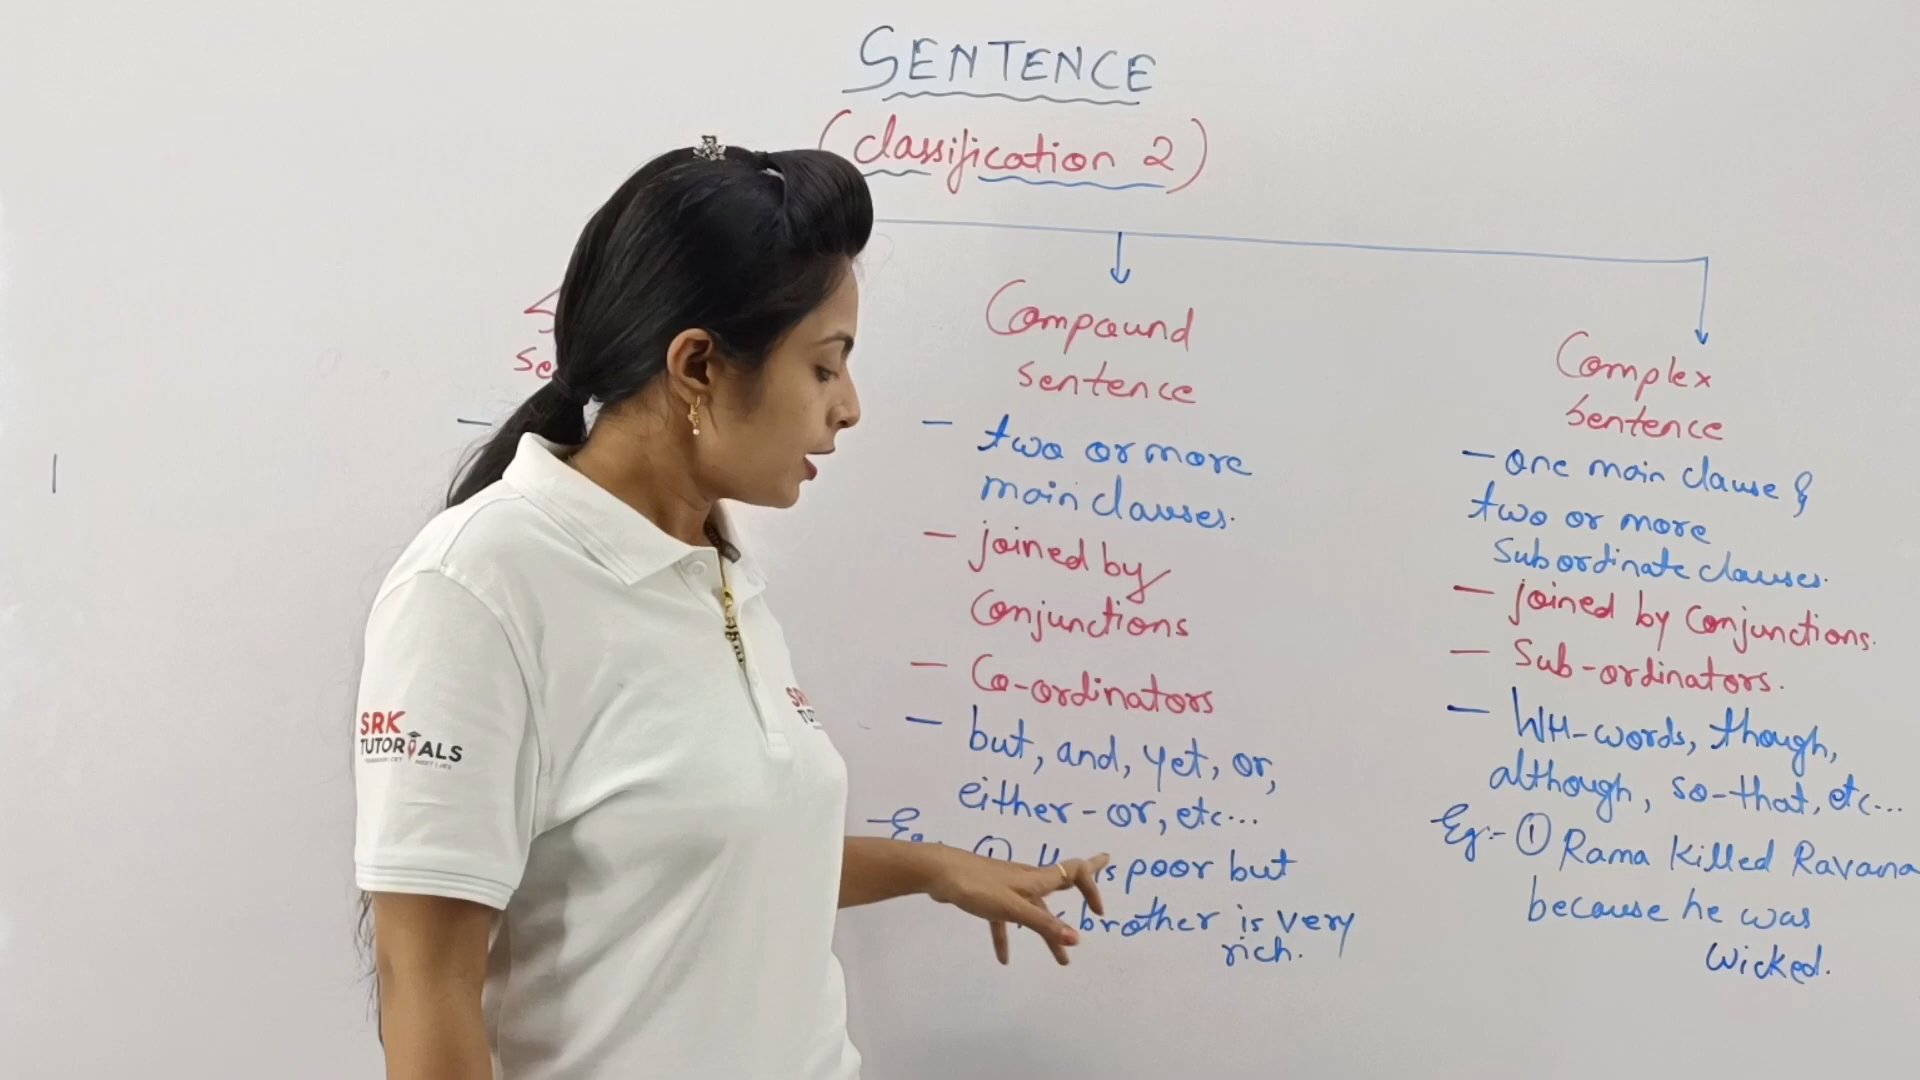 SENTENCE
(classification 2)
Compound
sentence
- two or more
main clauses.
- joined by
Conjunctions
- Co-ordinators
- but, and, yet, or,
either-or, etc...
Eg:- ① is poor but
brother is very
rich.
Complex
Sentence
- One main clause &
two or more
Subordinate clauses.
- joined by Conjunctions.
- Sub-ordinators.
- WH-words, though,
although, so-that, etc...
Eg:- ① Rama killed Ravana
because he was
wicked.
SRK
TUTORIALS